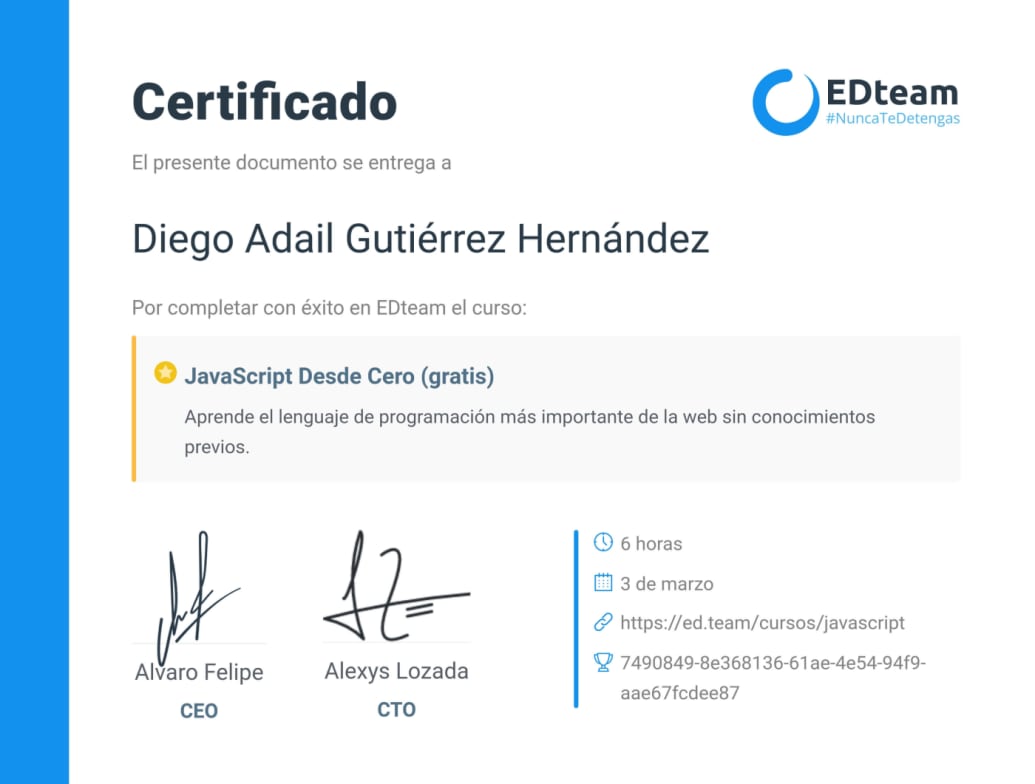 Certificado
EDteam
#NuncaTeDetengas
El presente documento se entrega a
Diego Adail Gutiérrez Hernández
Por completar con éxito en EDteam el curso:
JavaScript Desde Cero (gratis)
Aprende el lenguaje de programación más importante de la web sin conocimientos
previos.
Alvaro Felipe
CEO
Alexys Lozada
CTO
6 horas
3 de marzo
https://ed.team/cursos/javascript
7490849-8e368136-61ae-4e54-94f9-
aae67fcdee87